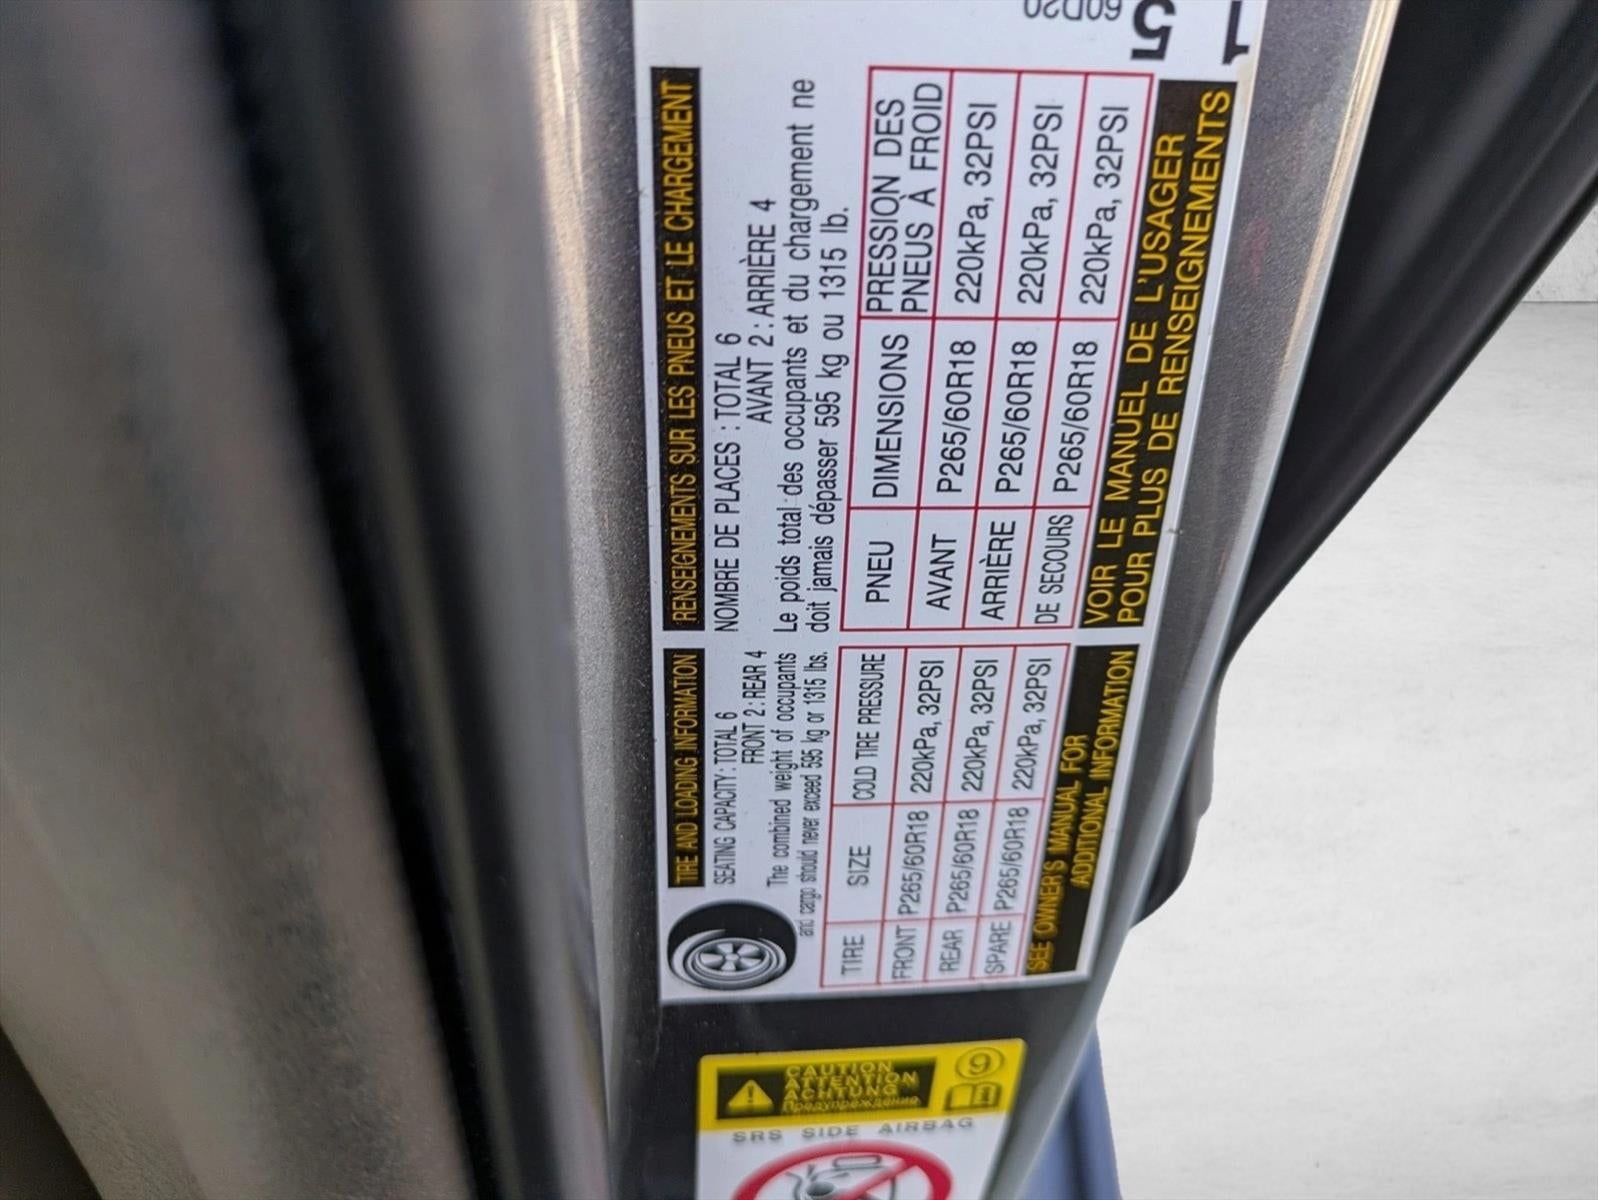 TIRE AND LOADING INFORMATION
SEATING CAPACITY: TOTAL 6
FRONT 2: REAR 4
The combined weight of occupants
and cargo should never exceed 595 kg or 1315 lbs.
TIRE SIZE COLD TIRE PRESSURE
FRONT P265/60R18 220kPa, 32PSI
REAR P265/60R18 220kPa, 32PSI
SPARE P265/60R18 220kPa, 32PSI
SEE OWNER'S MANUAL FOR
ADDITIONAL INFORMATION
RENSEIGNEMENTS SUR LES PNEUS ET LE CHARGEMENT
NOMBRE DE PLACES : TOTAL 6
AVANT 2 : ARRIÈRE 4
Le poids total des occupants et du chargement ne
doit jamais dépasser 595 kg ou 1315 lb.
PNEU DIMENSIONS PRESSION DES
PNEUS À FROID
AVANT P265/60R18 220kPa, 32PSI
ARRIÈRE P265/60R18 220kPa, 32PSI
DE SECOURS P265/60R18 220kPa, 32PSI
VOIR LE MANUEL DE L'USAGER
POUR PLUS DE RENSEIGNEMENTS
60D20
5
CAUTION
ATTENTION
ACHTUNG
Предупреждение
9
SRS SIDE AIRBAG